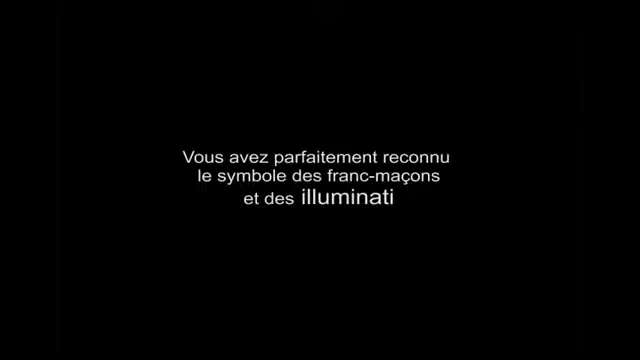 Vous avez parfaitement reconnu
le symbole des franc-maçons
et des illuminati